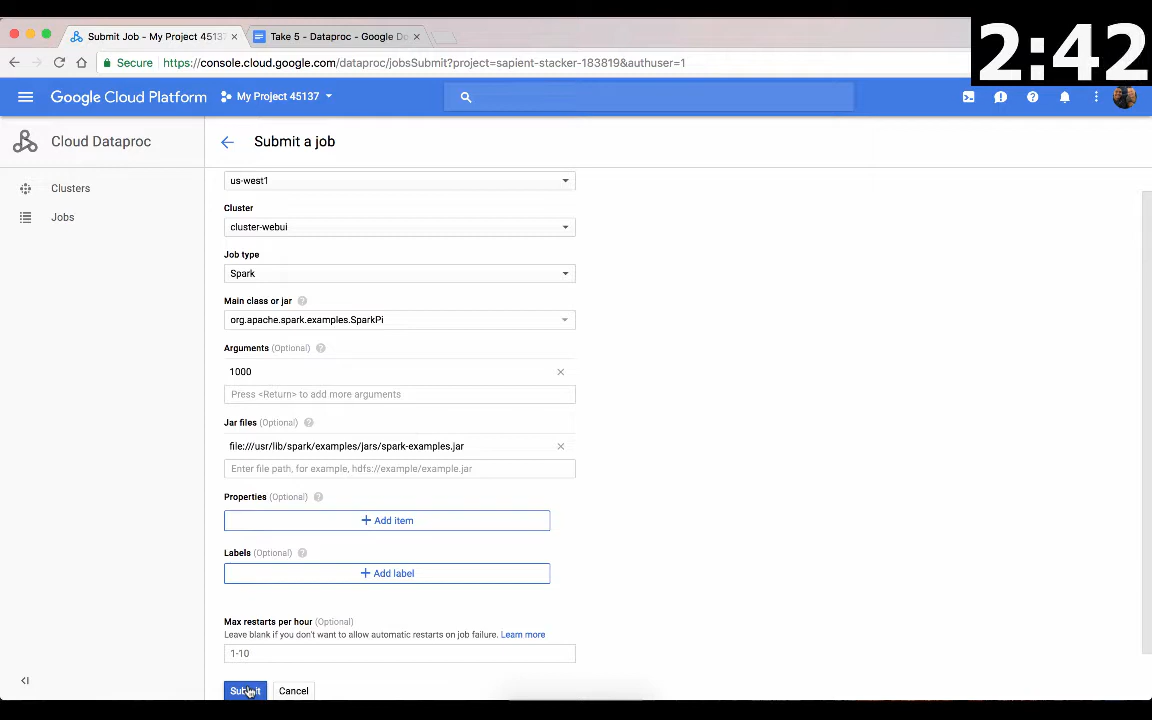 Submit Job - My Project 45137 Take 5 - Dataproc - Google Do
2:42
Secure https://console.cloud.google.com/dataproc/jobsSubmit?project=sapient-stacker-183819&authuser=1
Google Cloud Platform My Project 45137
Cloud Dataproc Submit a job
us-west1
Clusters
Cluster
Jobs
cluster-webui
Job type
Spark
Main class or jar
org.apache.spark.examples.SparkPi
Arguments (Optional)
1000
Press <Return> to add more arguments
Jar files (Optional)
file:///usr/lib/spark/examples/jars/spark-examples.jar
Enter file path, for example, hdfs://example/example.jar
Properties (Optional)
+ Add item
Labels (Optional)
+ Add label
Max restarts per hour (Optional)
Leave blank if you don't want to allow automatic restarts on job failure. Learn more
1-10
Submit Cancel